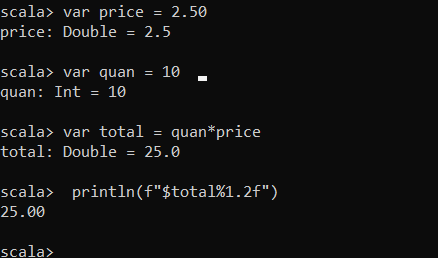 scala> var price = 2.50
price: Double = 2.5
scala> var quan = 10
quan: Int = 10
scala> var total = quan*price
total: Double = 25.0
scala>  println(f"$total%1.2f")
25.00
scala>